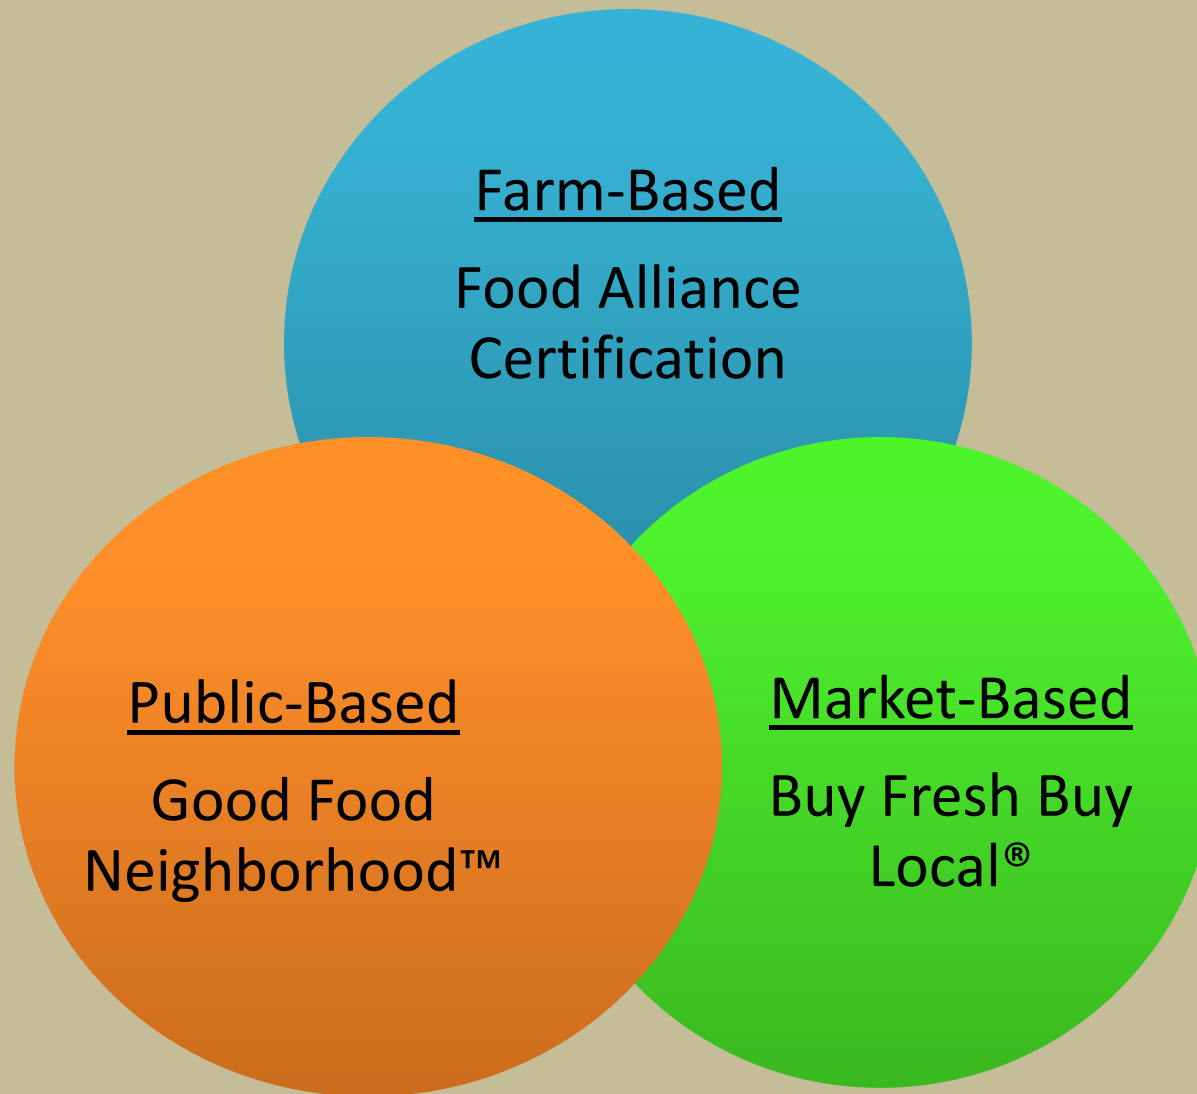 Farm-Based
Food Alliance
Certification
Public-Based
Good Food
Neighborhood™
Market-Based
Buy Fresh Buy
Local®